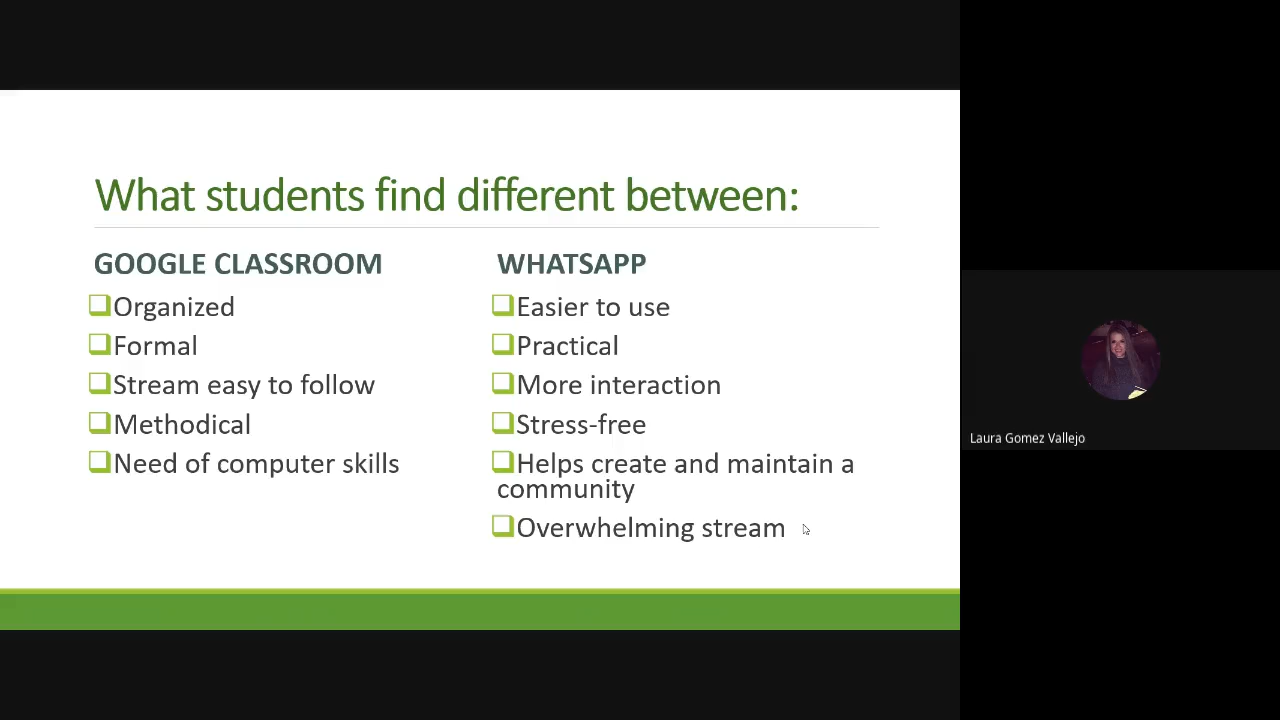 What students find different between:
GOOGLE CLASSROOM
Organized
Formal
Stream easy to follow
Methodical
Need of computer skills
WHATSAPP
Easier to use
Practical
More interaction
Stress-free
Helps create and maintain a
community
Overwhelming stream
Laura Gomez Vallejo